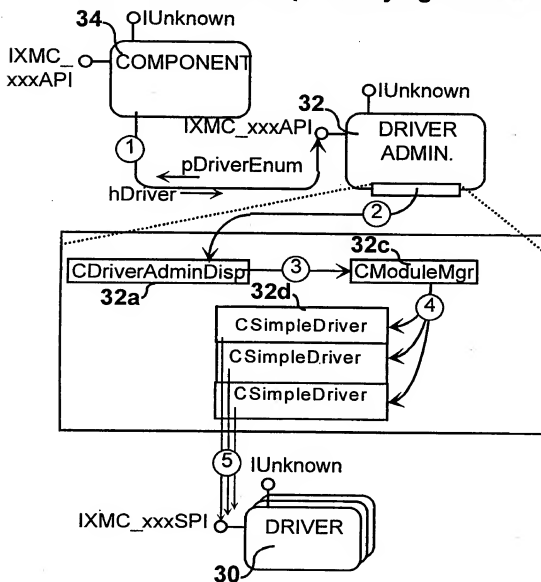 34
IUnknown
IXMC_
xxxAPI
COMPONENT
32
IUnknown
IXMC_xxxAPI
DRIVER
ADMIN.
1
pDriverEnum
hDriver
2
32c
CDriverAdminDisp
3
CModuleMgr
32a
32d
4
CSimpleDriver
CSimpleDriver
CSimpleDriver
5
IUnknown
IXMC_xxxSPI
DRIVER
30